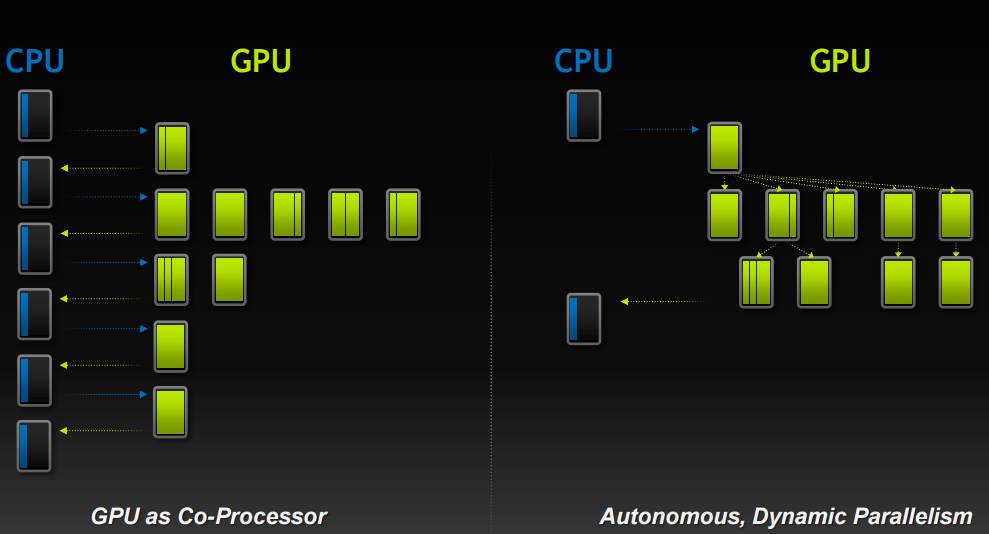 CPU
GPU
CPU
GPU
GPU as Co-Processor
Autonomous, Dynamic Parallelism